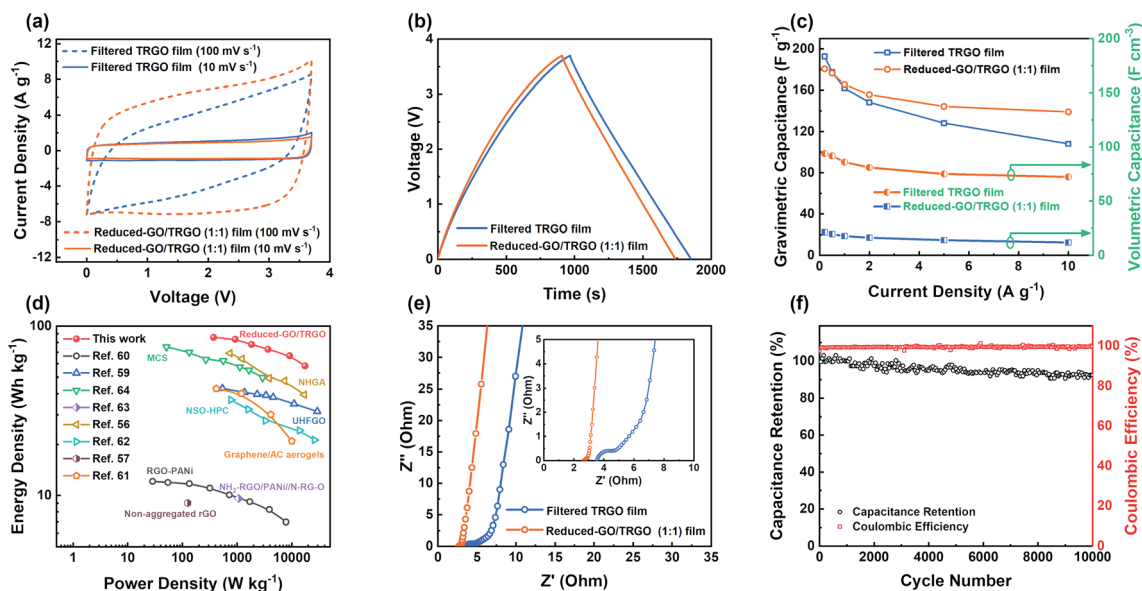 (a)
Current Density (A g⁻¹)
12
8
4
0
-4
-8
-12
Filtered TRGO film (100 mV s⁻¹)
Filtered TRGO film (10 mV s⁻¹)
Reduced-GO/TRGO (1:1) film (100 mV s⁻¹)
Reduced-GO/TRGO (1:1) film (10 mV s⁻¹)
0 1 2 3 4
Voltage (V)
(b)
Voltage (V)
4
3
2
1
0
Filtered TRGO film
Reduced-GO/TRGO (1:1) film
0 500 1000 1500 2000
Time (s)
(c)
Gravimetric Capacitance (F g⁻¹)
200
160
120
80
40
0
Filtered TRGO film
Reduced-GO/TRGO (1:1) film
Filtered TRGO film
Reduced-GO/TRGO (1:1) film
0 2 4 6 8 10
Current Density (A g⁻¹)
200
150
100
50
0
Volumetric Capacitance (F cm⁻³)
(d)
Energy Density (Wh kg⁻¹)
100
10
This work
Ref. 60
Ref. 59
Ref. 64
Ref. 63
Ref. 56
Ref. 62
Ref. 57
Ref. 61
Reduced-GO/TRGO
MCS
NHGA
NSO-HPC
UHFGO
Graphene/AC aerogels
RGO-PANi
NH₂-RGO/PANi//N-RG-O
Non-aggregated rGO
1 10 100 1000 10000
Power Density (W kg⁻¹)
(e)
Z'' (Ohm)
35
30
25
20
15
10
5
0
Z'' (Ohm)
5
4
3
2
1
0
0 2 4 6 8 10
Z' (Ohm)
Filtered TRGO film
Reduced-GO/TRGO (1:1) film
0 5 10 15 20 25 30 35
Z' (Ohm)
(f)
Capacitance Retention (%)
120
100
80
60
40
20
0
Capacitance Retention
Coulombic Efficiency
0 2000 4000 6000 8000 10000
Cycle Number
100
80
60
40
20
0
Coulombic Efficiency (%)